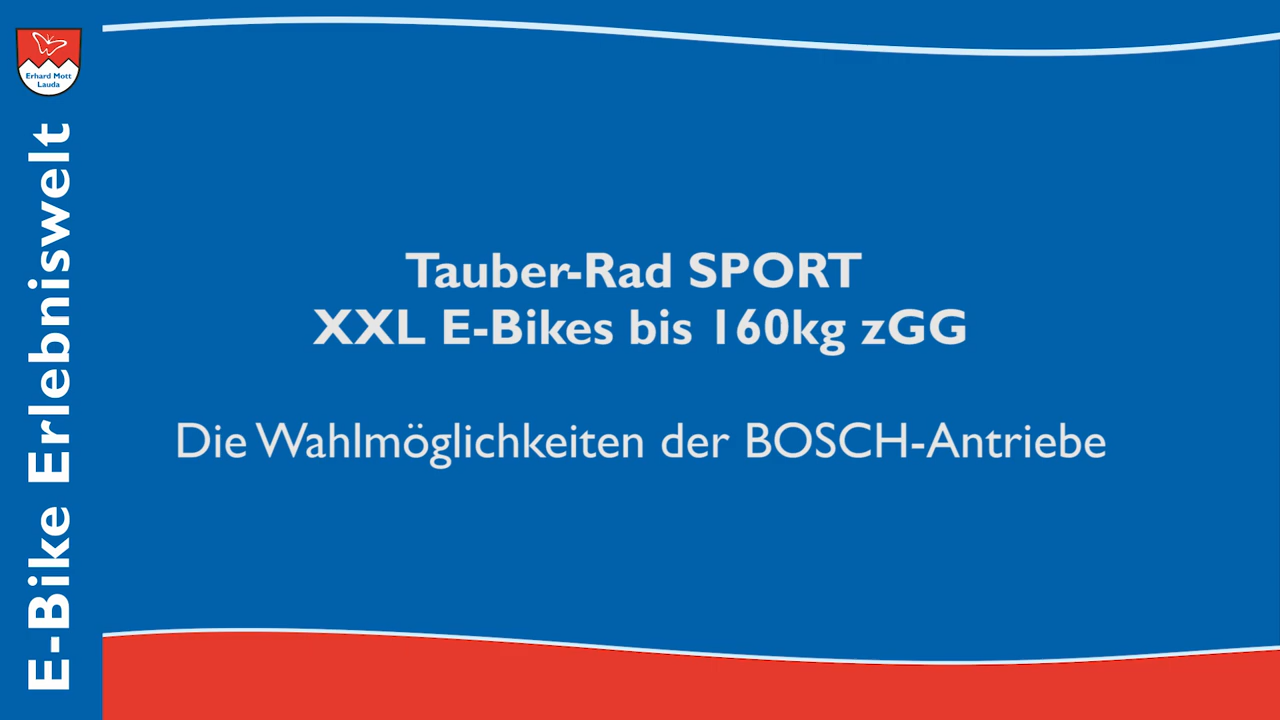 Erhard Mott
Lauda
E-Bike Erlebniswelt
Tauber-Rad SPORT
XXL E-Bikes bis 160kg zGG
Die Wahlmöglichkeiten der BOSCH-Antriebe